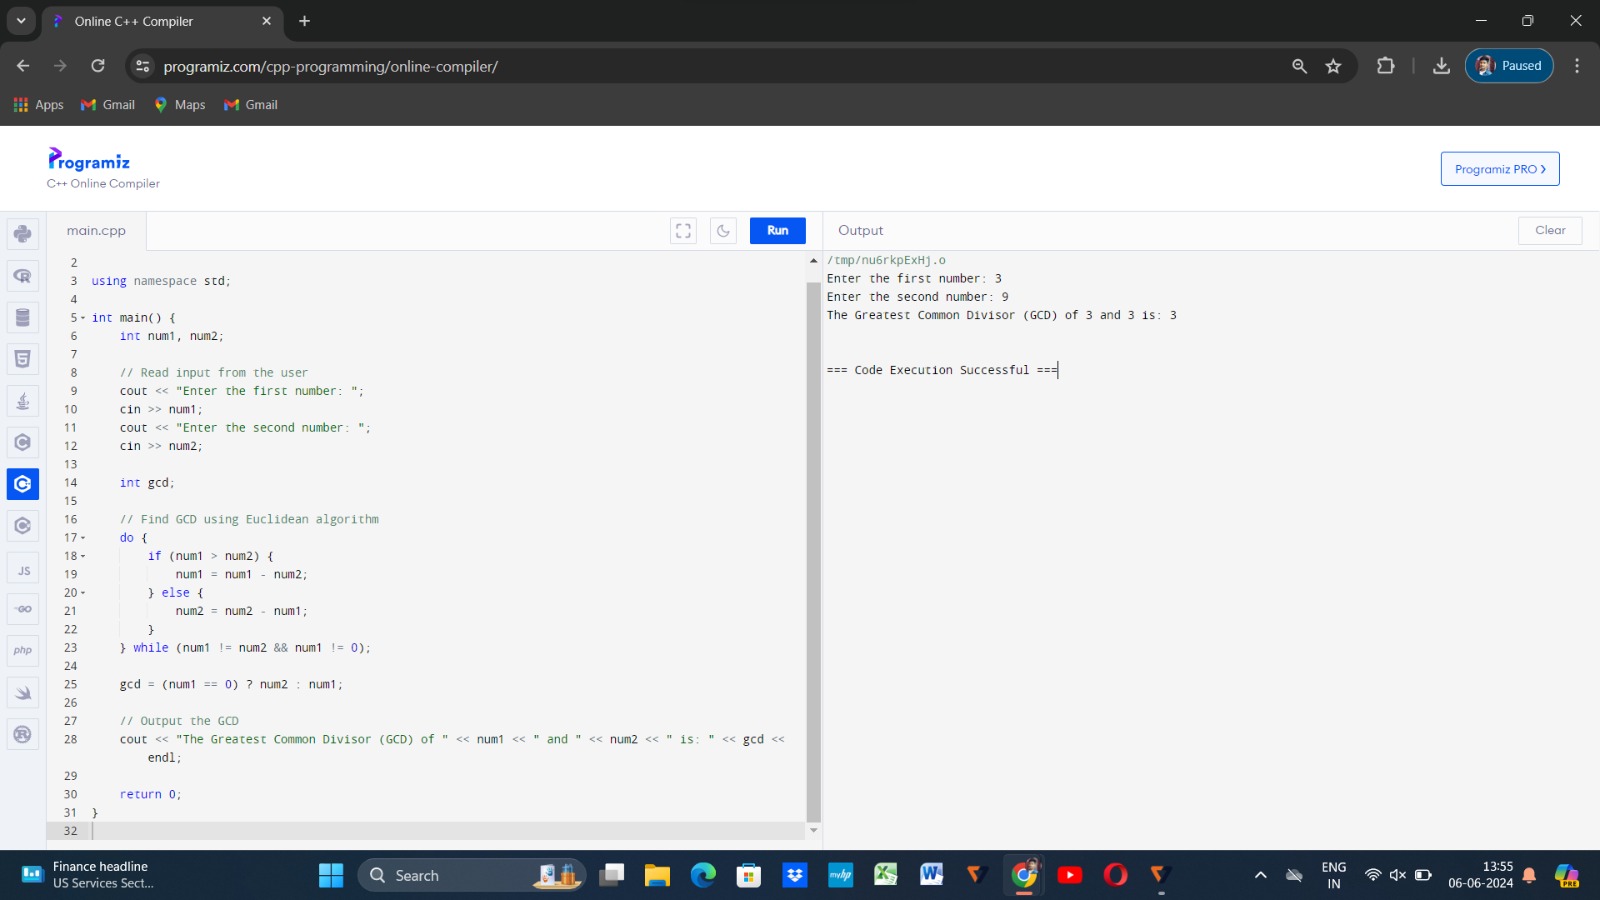 Online C++ Compiler
programiz.com/cpp-programming/online-compiler/
Paused
Apps
Gmail
Maps
Gmail
Programiz
C++ Online Compiler
Programiz PRO
main.cpp
Run
Output
Clear
2
3 using namespace std;
4
5 int main() {
6 int num1, num2;
7
8 // Read input from the user
9 cout << "Enter the first number: ";
10 cin >> num1;
11 cout << "Enter the second number: ";
12 cin >> num2;
13
14 int gcd;
15
16 // Find GCD using Euclidean algorithm
17 do {
18 if (num1 > num2) {
19 num1 = num1 - num2;
20 } else {
21 num2 = num2 - num1;
22 }
23 } while (num1 != num2 && num1 != 0);
24
25 gcd = (num1 == 0) ? num2 : num1;
26
27 // Output the GCD
28 cout << "The Greatest Common Divisor (GCD) of " << num1 << " and " << num2 << " is: " << gcd <<
endl;
29
30 return 0;
31 }
32
/tmp/nu6rkpExHj.o
Enter the first number: 3
Enter the second number: 9
The Greatest Common Divisor (GCD) of 3 and 3 is: 3
=== Code Execution Successful ===
JS
GO
php
Finance headline
US Services Sect...
Search
myhp
ENG
IN
13:55
06-06-2024
PRE